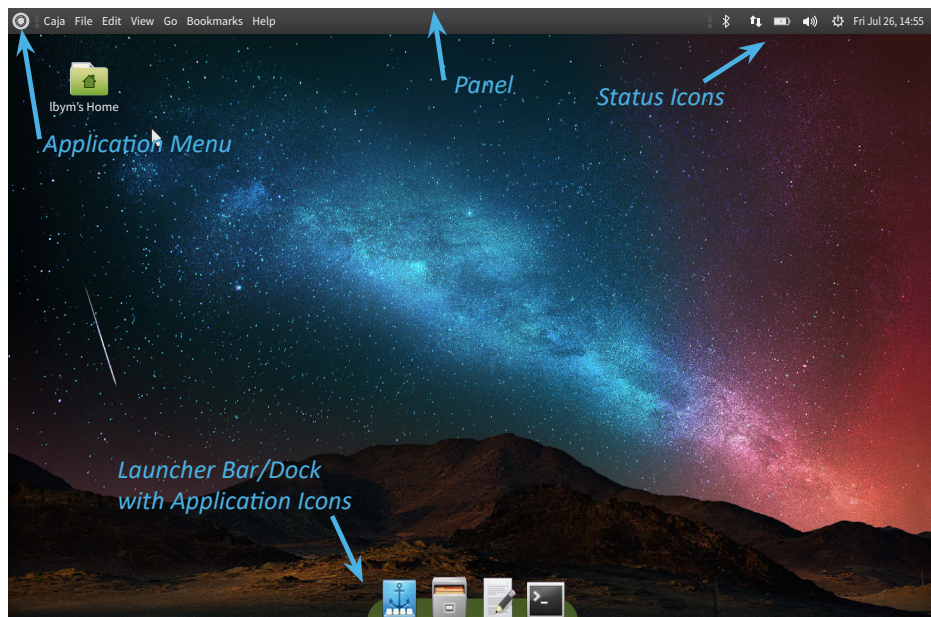 Caja File Edit View Go Bookmarks Help
Fri Jul 26, 14:55
Panel
Status Icons
lbym's Home
Application Menu
Launcher Bar/Dock
with Application Icons
>_